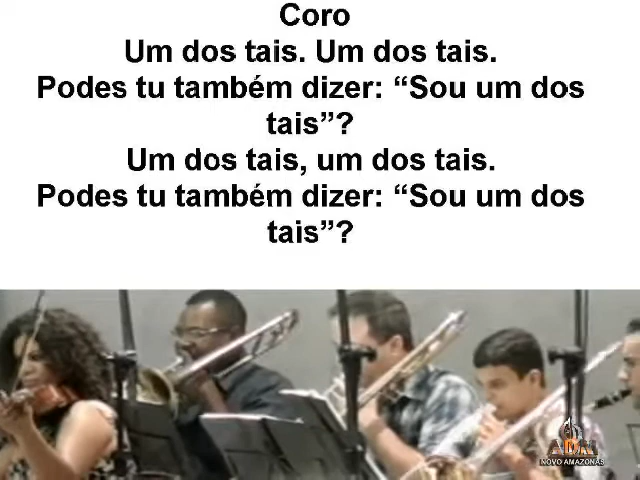 Coro
Um dos tais. Um dos tais.
Podes tu também dizer: “Sou um dos
tais”?
Um dos tais, um dos tais.
Podes tu também dizer: “Sou um dos
tais”?
ADM
NOVO AMAZONAS